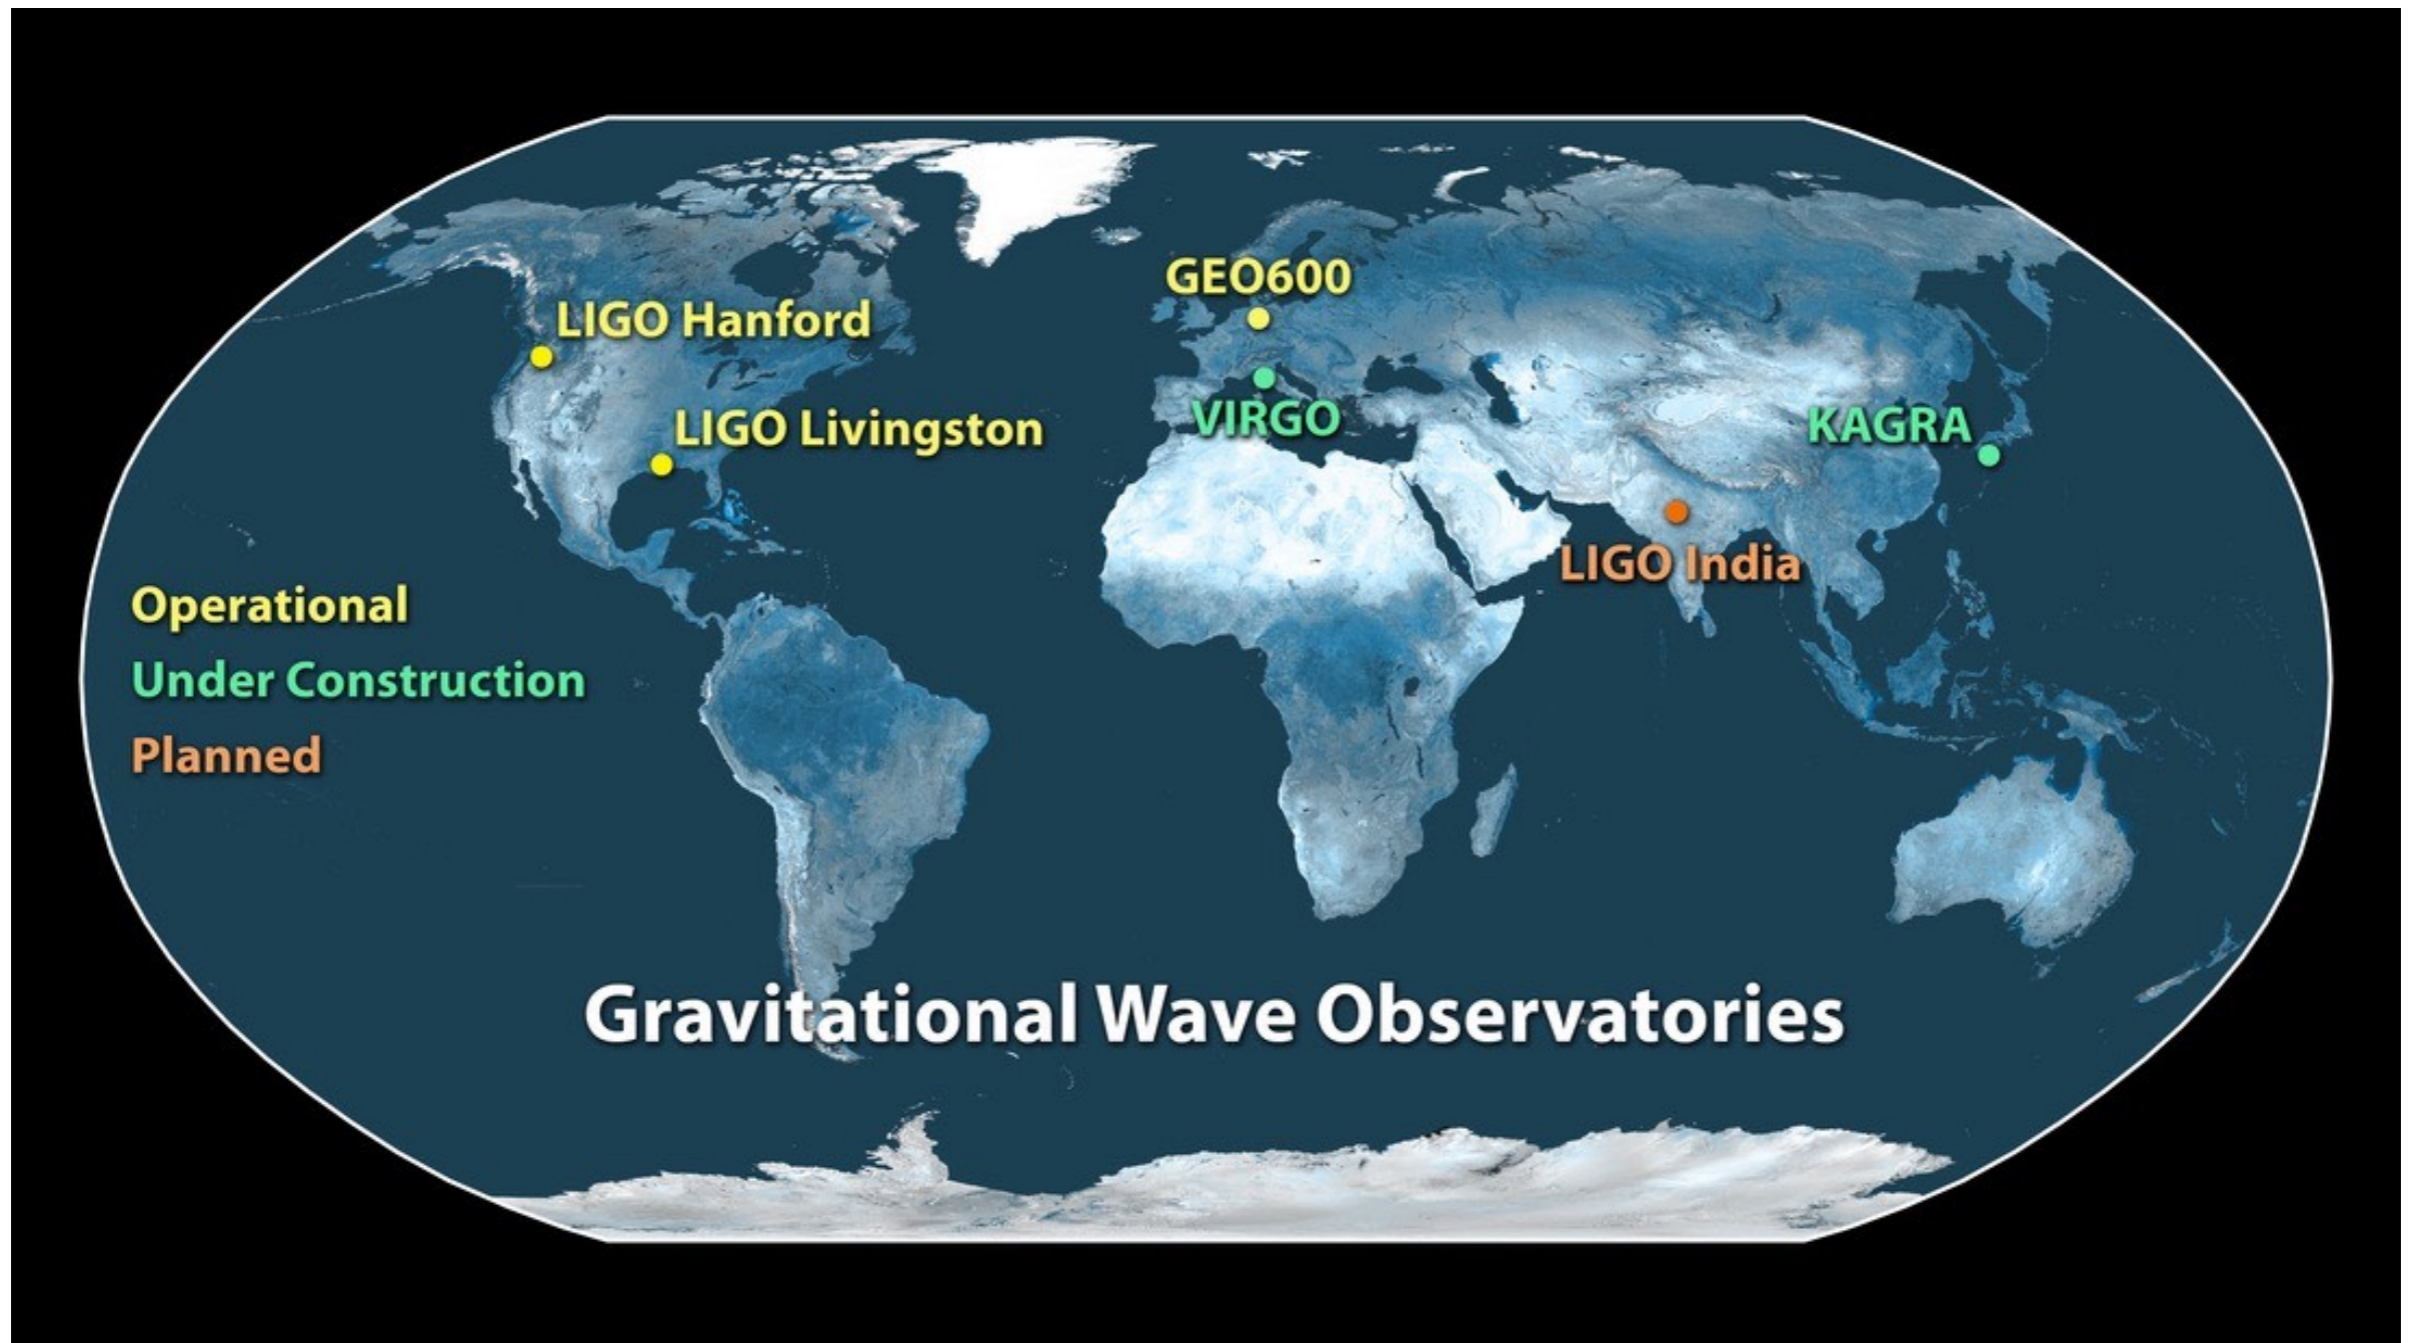 GEO600
LIGO Hanford
VIRGO
KAGRA
LIGO Livingston
LIGO India
Operational
Under Construction
Planned
Gravitational Wave Observatories